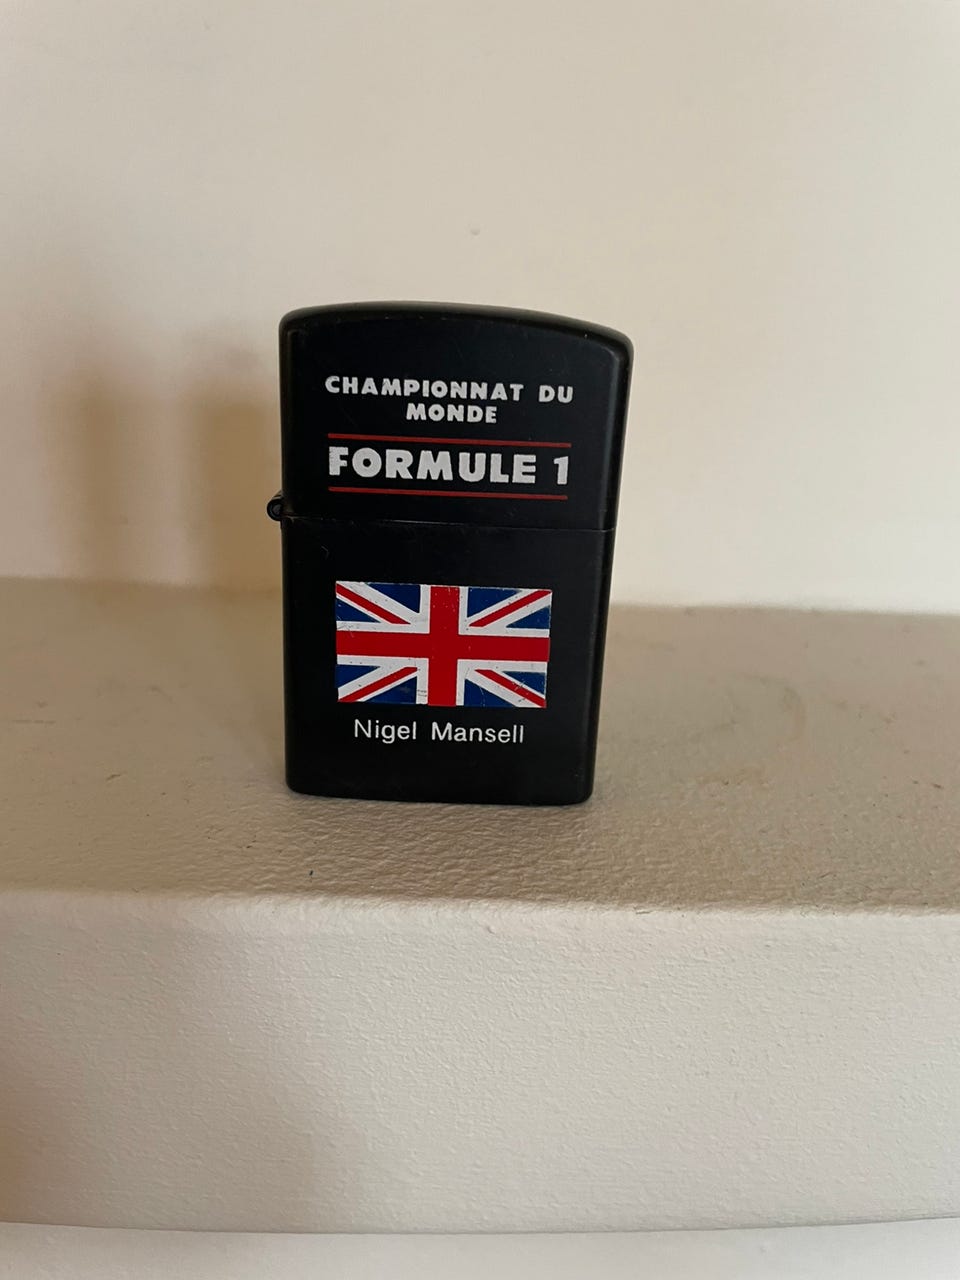 CHAMPIONNAT DU
MONDE
FORMULE 1
Nigel Mansell